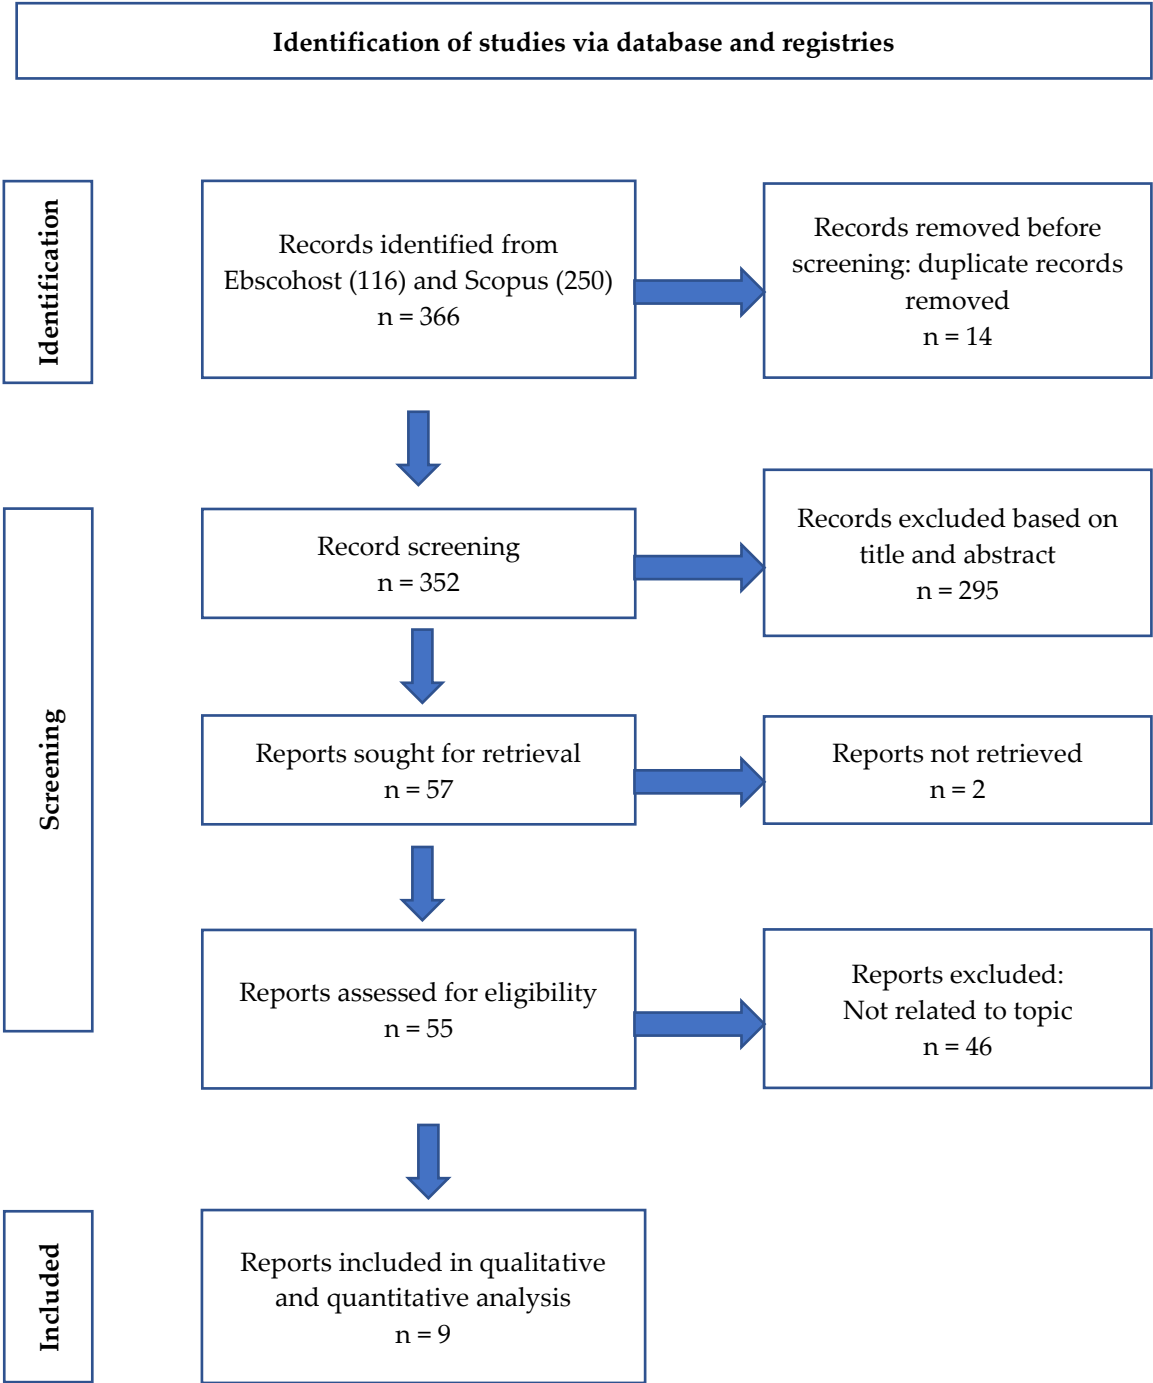 Identification of studies via database and registries
Identification
Records identified from
Ebscohost (116) and Scopus (250)
n = 366
Records removed before
screening: duplicate records
removed
n = 14
Screening
Record screening
n = 352
Records excluded based on
title and abstract
n = 295
Reports sought for retrieval
n = 57
Reports not retrieved
n = 2
Reports assessed for eligibility
n = 55
Reports excluded:
Not related to topic
n = 46
Included
Reports included in qualitative
and quantitative analysis
n = 9